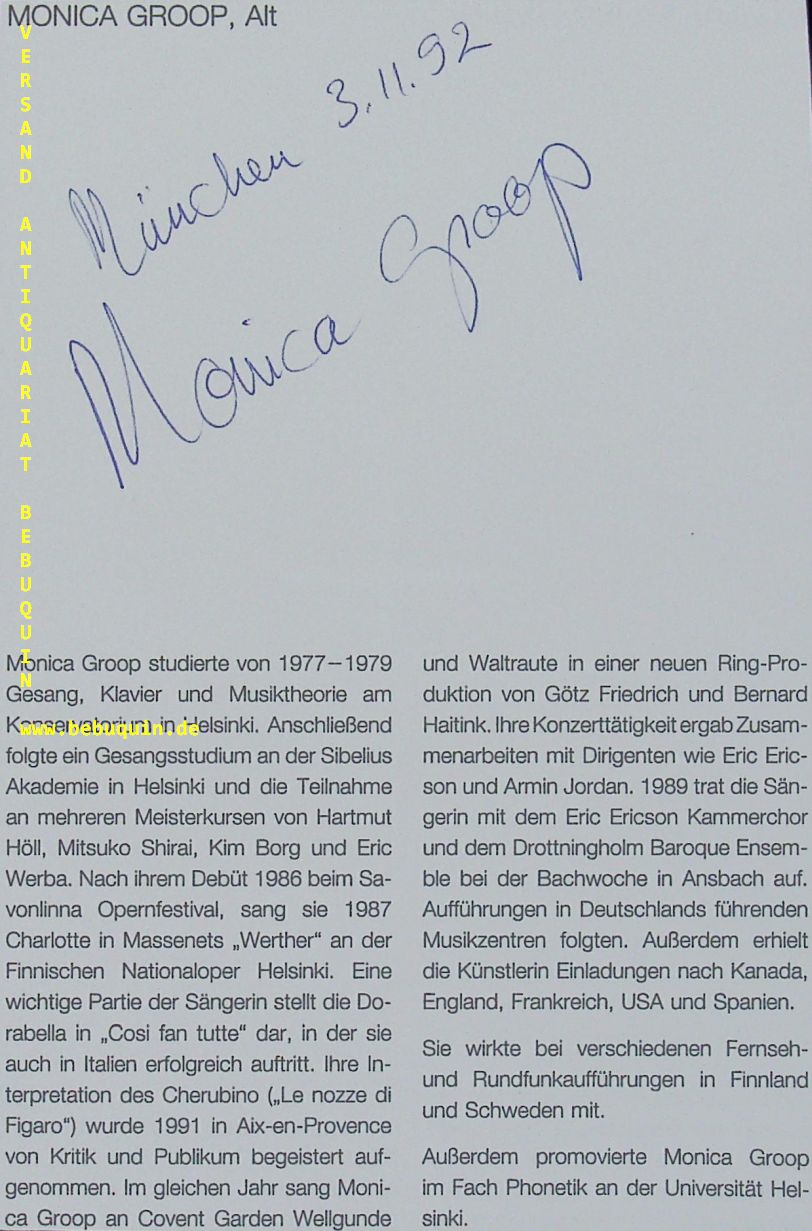 MONICA GROOP, Alt
München 3.11.92
Monica Groop
VERSAND ANTIQUARIAT BEBUQUIN
www.bebuquin.de
Monica Groop studierte von 1977–1979
Gesang, Klavier und Musiktheorie am
Konservatorium in Helsinki. Anschließend
folgte ein Gesangsstudium an der Sibelius
Akademie in Helsinki und die Teilnahme
an mehreren Meisterkursen von Hartmut
Höll, Mitsuko Shirai, Kim Borg und Eric
Werba. Nach ihrem Debüt 1986 beim Sa-
vonlinna Opernfestival, sang sie 1987
Charlotte in Massenets „Werther“ an der
Finnischen Nationaloper Helsinki. Eine
wichtige Partie der Sängerin stellt die Do-
rabella in „Cosi fan tutte“ dar, in der sie
auch in Italien erfolgreich auftritt. Ihre In-
terpretation des Cherubino („Le nozze di
Figaro“) wurde 1991 in Aix-en-Provence
von Kritik und Publikum begeistert auf-
genommen. Im gleichen Jahr sang Moni-
ca Groop an Covent Garden Wellgunde
und Waltraute in einer neuen Ring-Pro-
duktion von Götz Friedrich und Bernard
Haitink. Ihre Konzerttätigkeit ergab Zusam-
menarbeiten mit Dirigenten wie Eric Eric-
son und Armin Jordan. 1989 trat die Sän-
gerin mit dem Eric Ericson Kammerchor
und dem Drottningholm Baroque Ensem-
ble bei der Bachwoche in Ansbach auf.
Aufführungen in Deutschlands führenden
Musikzentren folgten. Außerdem erhielt
die Künstlerin Einladungen nach Kanada,
England, Frankreich, USA und Spanien.
Sie wirkte bei verschiedenen Fernseh-
und Rundfunkaufführungen in Finnland
und Schweden mit.
Außerdem promovierte Monica Groop
im Fach Phonetik an der Universität Hel-
sinki.